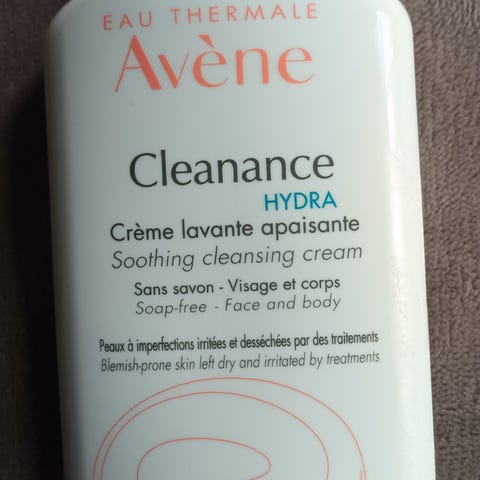 EAU THERMALE
Avène
Cleanance
HYDRA
Crème lavante apaisante
Soothing cleansing cream
Sans savon - Visage et corps
Soap-free - Face and body
Peaux à imperfections irritées et desséchées par des traitements
Blemish-prone skin left dry and irritated by treatments